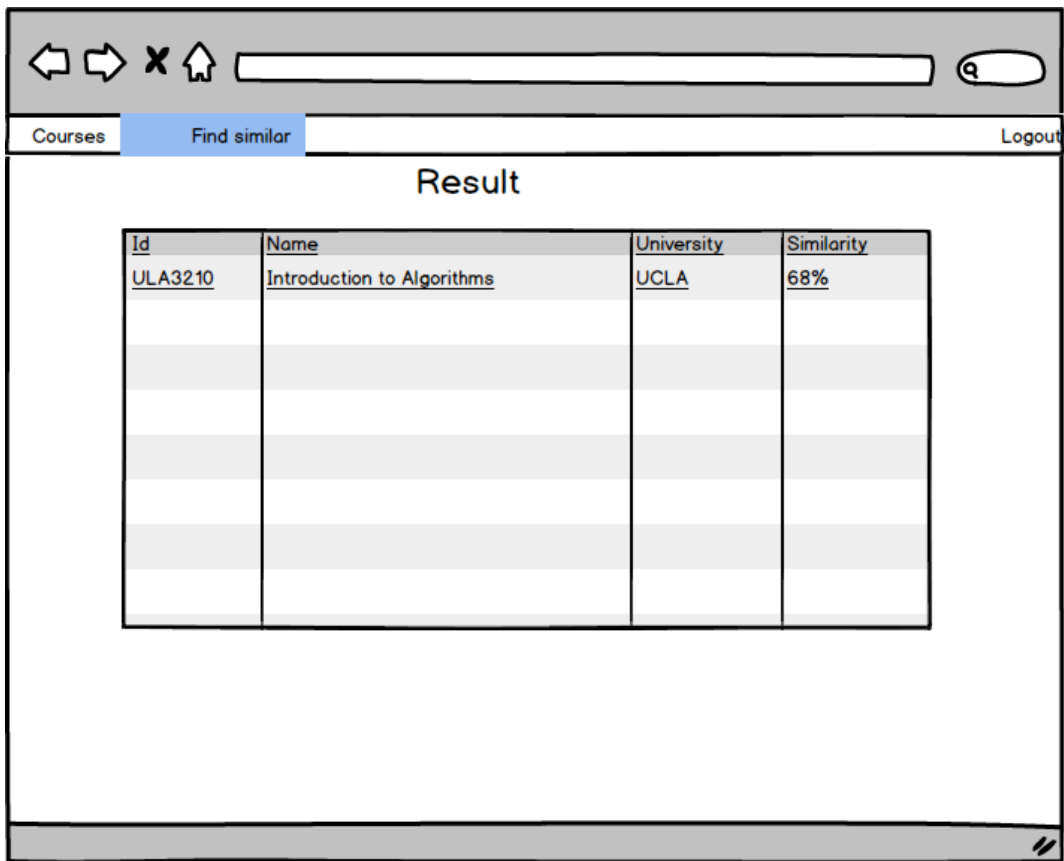 Courses Find similar Logout
Result
Id Name University Similarity
ULA3210 Introduction to Algorithms UCLA 68%